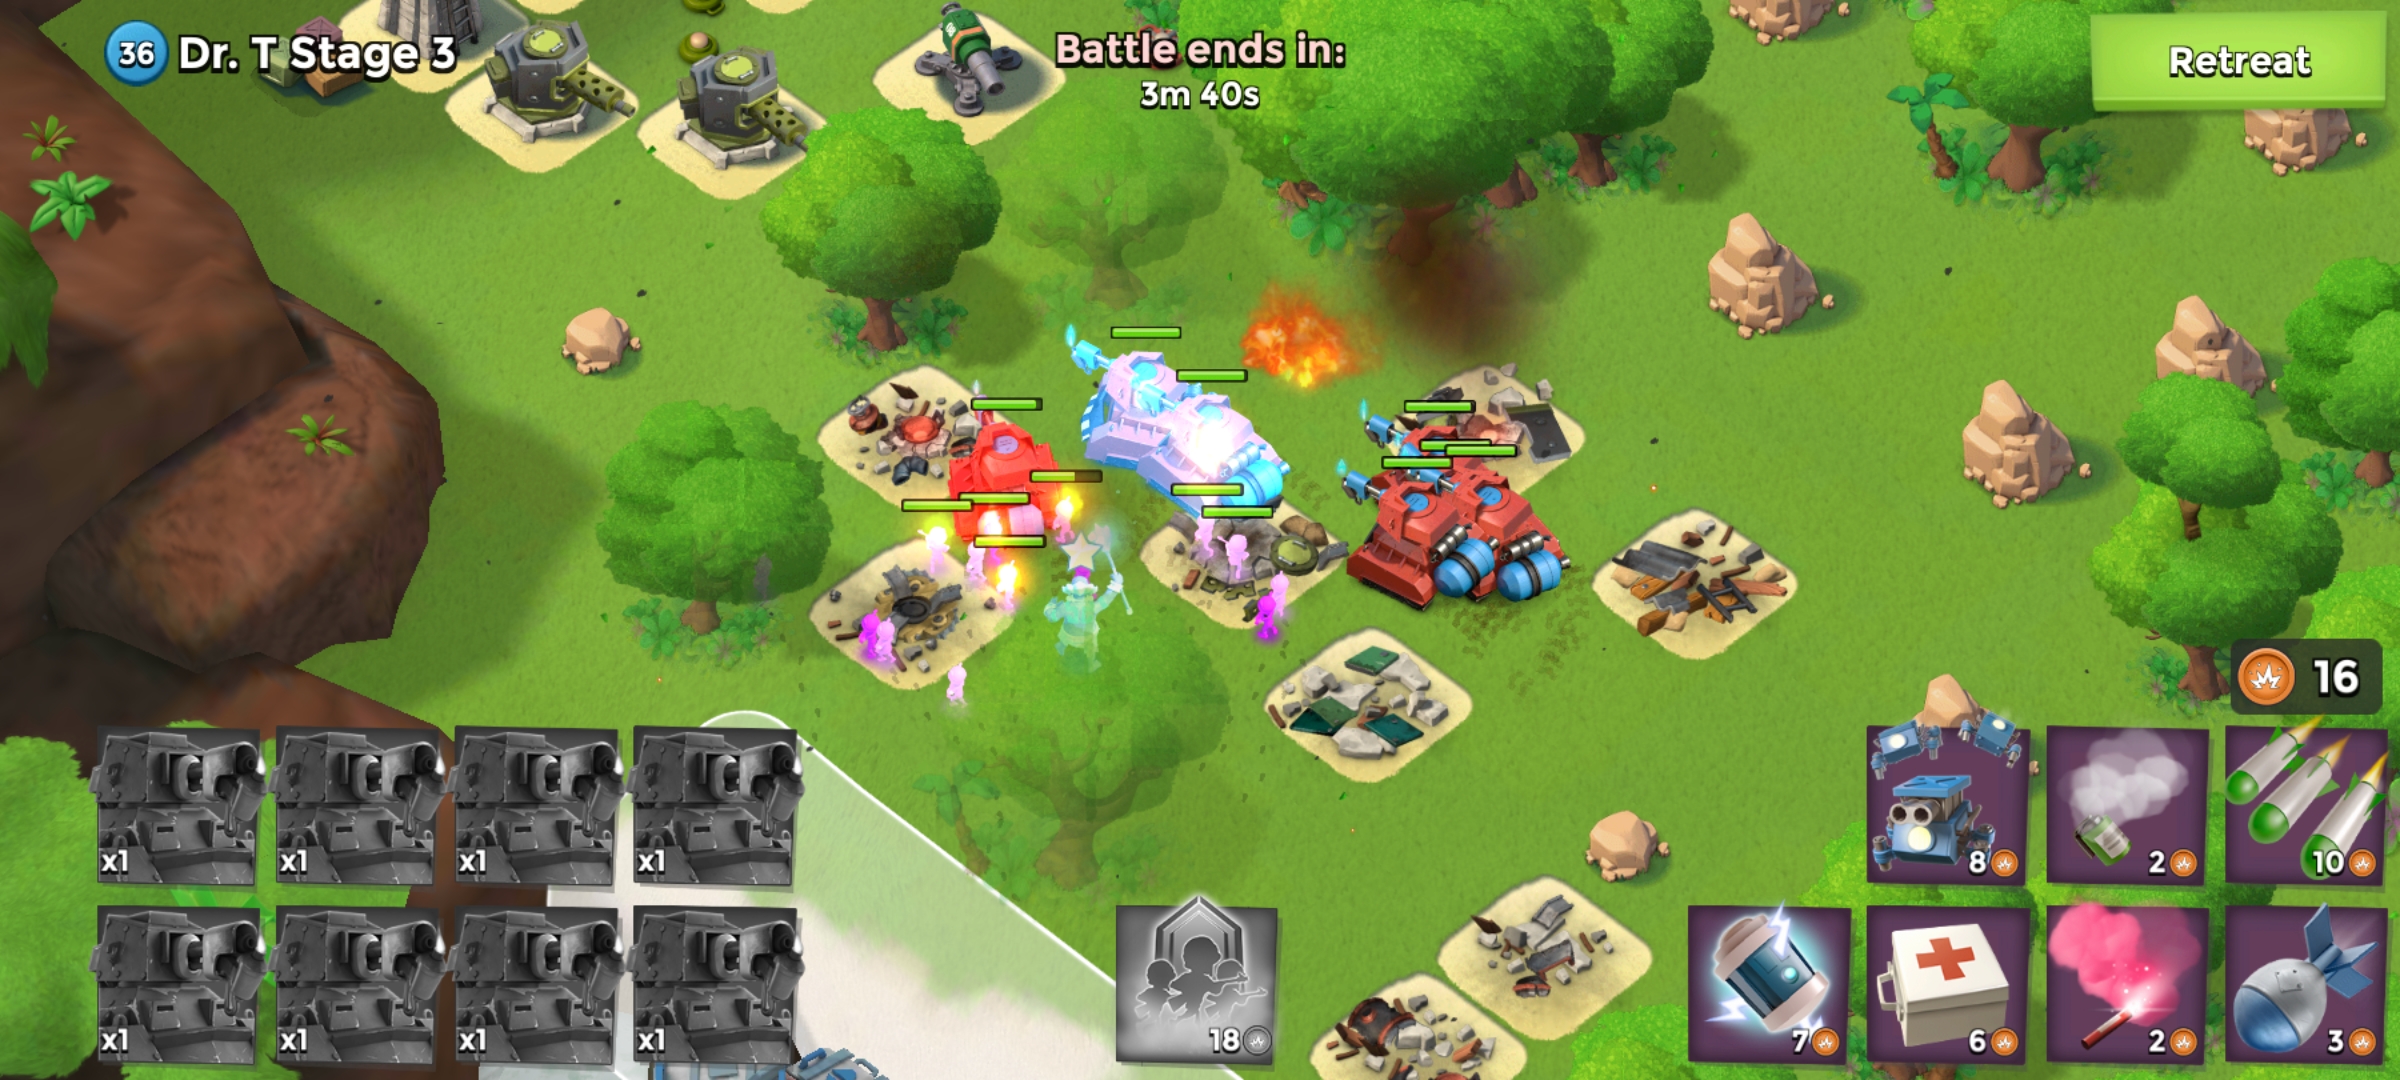 36 Dr. T Stage 3
Battle ends in:
3m 40s
Retreat
16
x1 x1 x1 x1
8 2 10
x1 x1 x1 x1
18
7 6 2 3